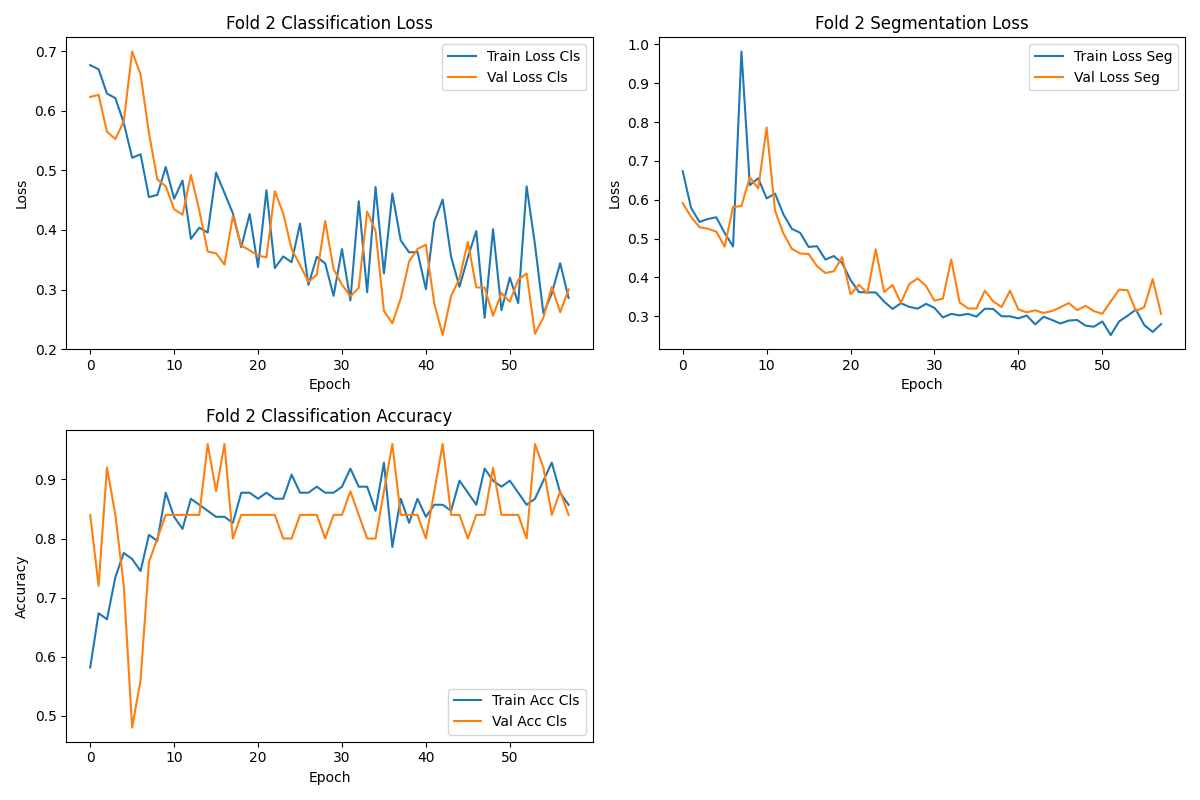 Fold 2 Classification Loss
0.7
0.6
0.5
0.4
0.3
0.2
Loss
Train Loss Cls
Val Loss Cls
0 10 20 30 40 50
Epoch
Fold 2 Segmentation Loss
1.0
0.9
0.8
0.7
0.6
0.5
0.4
0.3
Loss
Train Loss Seg
Val Loss Seg
0 10 20 30 40 50
Epoch
Fold 2 Classification Accuracy
0.9
0.8
0.7
0.6
0.5
Accuracy
Train Acc Cls
Val Acc Cls
0 10 20 30 40 50
Epoch